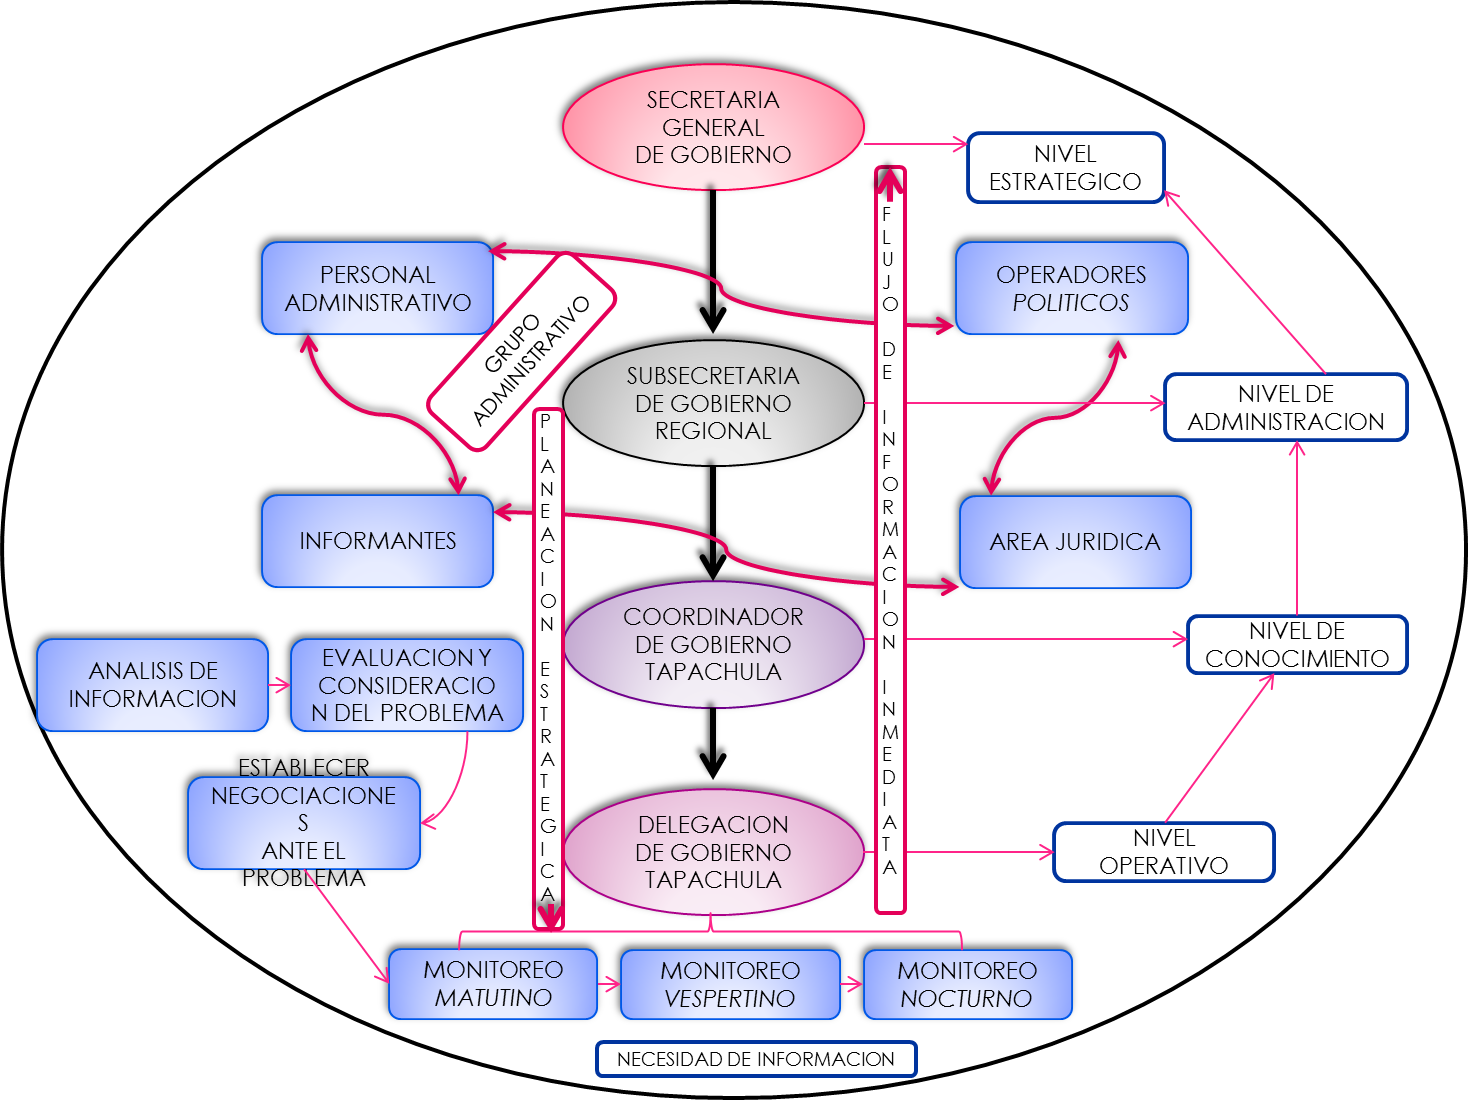 SECRETARIA
GENERAL
DE GOBIERNO
NIVEL
ESTRATEGICO
PERSONAL
ADMINISTRATIVO
GRUPO
ADMINISTRATIVO
OPERADORES
POLITICOS
FLUJO DE INFORMACION INMEDIATA
SUBSECRETARIA
DE GOBIERNO
REGIONAL
NIVEL DE
ADMINISTRACION
PLANEACION ESTRATEGICA
INFORMANTES
AREA JURIDICA
COORDINADOR
DE GOBIERNO
TAPACHULA
NIVEL DE
CONOCIMIENTO
ANALISIS DE
INFORMACION
EVALUACION Y
CONSIDERACIO
N DEL PROBLEMA
ESTABLECER
NEGOCIACIONE
S
ANTE EL
PROBLEMA
DELEGACION
DE GOBIERNO
TAPACHULA
NIVEL
OPERATIVO
MONITOREO
MATUTINO
MONITOREO
VESPERTINO
MONITOREO
NOCTURNO
NECESIDAD DE INFORMACION